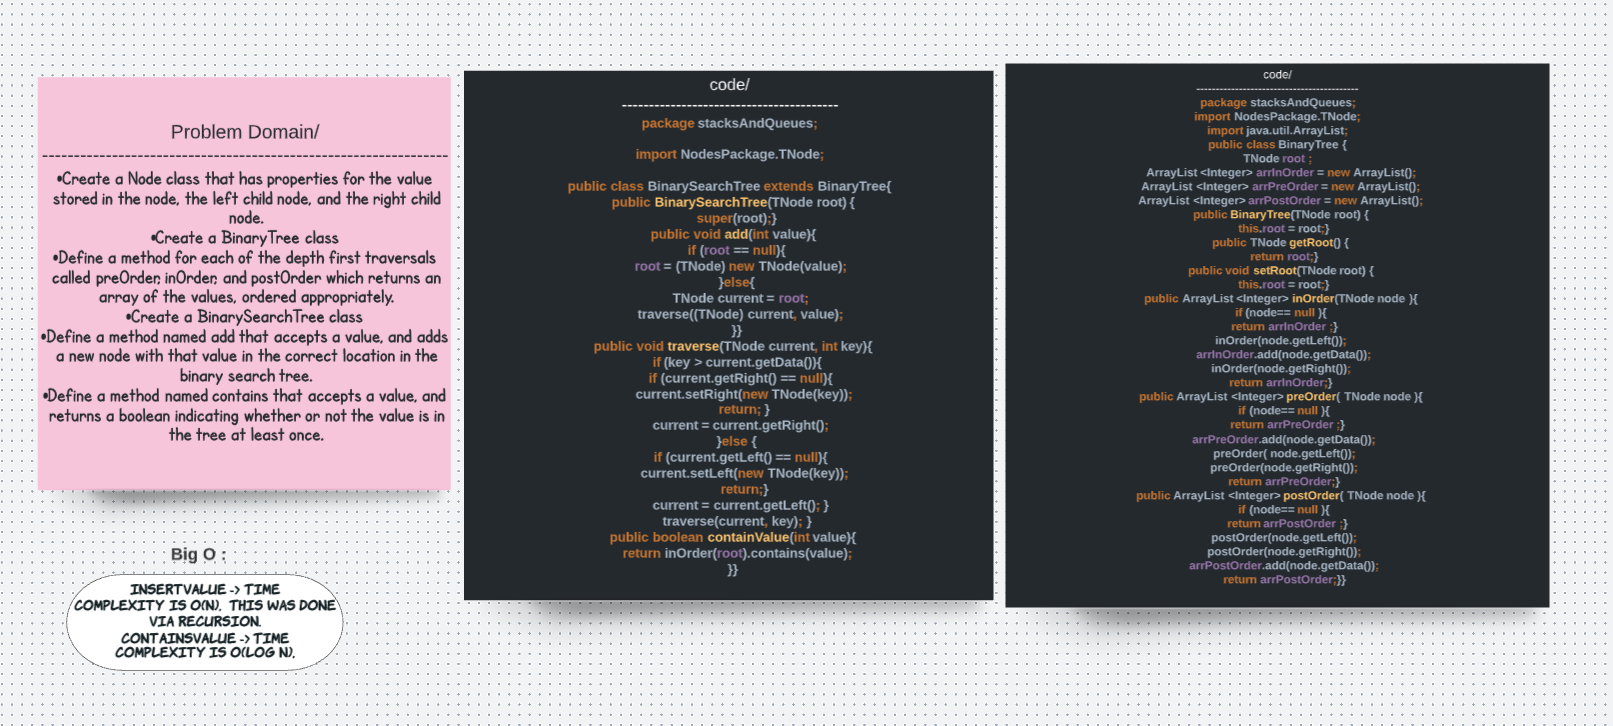 Problem Domain/
-----------------------------------------------------------------
•Create a Node class that has properties for the value
stored in the node, the left child node, and the right child
node.
•Create a BinaryTree class
•Define a method for each of the depth first traversals
called preOrder, inOrder, and postOrder which returns an
array of the values, ordered appropriately.
•Create a BinarySearchTree class
•Define a method named add that accepts a value, and adds
a new node with that value in the correct location in the
binary search tree.
•Define a method named contains that accepts a value, and
returns a boolean indicating whether or not the value is in
the tree at least once.
Big O :
INSERTVALUE -> TIME
COMPLEXITY IS O(N). THIS WAS DONE
VIA RECURSION.
CONTAINSVALUE -> TIME
COMPLEXITY IS O(LOG N).
code/
----------------------------------------
package stacksAndQueues;
import NodesPackage.TNode;
public class BinarySearchTree extends BinaryTree{
public BinarySearchTree(TNode root) {
super(root);}
public void add(int value){
if (root == null){
root = (TNode) new TNode(value);
}else{
TNode current = root;
traverse((TNode) current, value);
}}
public void traverse(TNode current, int key){
if (key > current.getData()){
if (current.getRight() == null){
current.setRight(new TNode(key));
return; }
current = current.getRight();
}else {
if (current.getLeft() == null){
current.setLeft(new TNode(key));
return;}
current = current.getLeft(); }
traverse(current, key); }
public boolean containValue(int value){
return inOrder(root).contains(value);
}}
code/
------------------------------------------
package stacksAndQueues;
import NodesPackage.TNode;
import java.util.ArrayList;
public class BinaryTree {
TNode root ;
ArrayList <Integer> arrInOrder = new ArrayList();
ArrayList <Integer> arrPreOrder = new ArrayList();
ArrayList <Integer> arrPostOrder = new ArrayList();
public BinaryTree(TNode root) {
this.root = root;}
public TNode getRoot() {
return root;}
public void setRoot(TNode root) {
this.root = root;}
public ArrayList <Integer> inOrder(TNode node ){
if (node== null ){
return arrInOrder ;}
inOrder(node.getLeft());
arrInOrder.add(node.getData());
inOrder(node.getRight());
return arrInOrder;}
public ArrayList <Integer> preOrder( TNode node ){
if (node== null ){
return arrPreOrder ;}
arrPreOrder.add(node.getData());
preOrder( node.getLeft());
preOrder(node.getRight());
return arrPreOrder;}
public ArrayList <Integer> postOrder( TNode node ){
if (node== null ){
return arrPostOrder ;}
postOrder(node.getLeft());
postOrder(node.getRight());
arrPostOrder.add(node.getData());
return arrPostOrder;}}